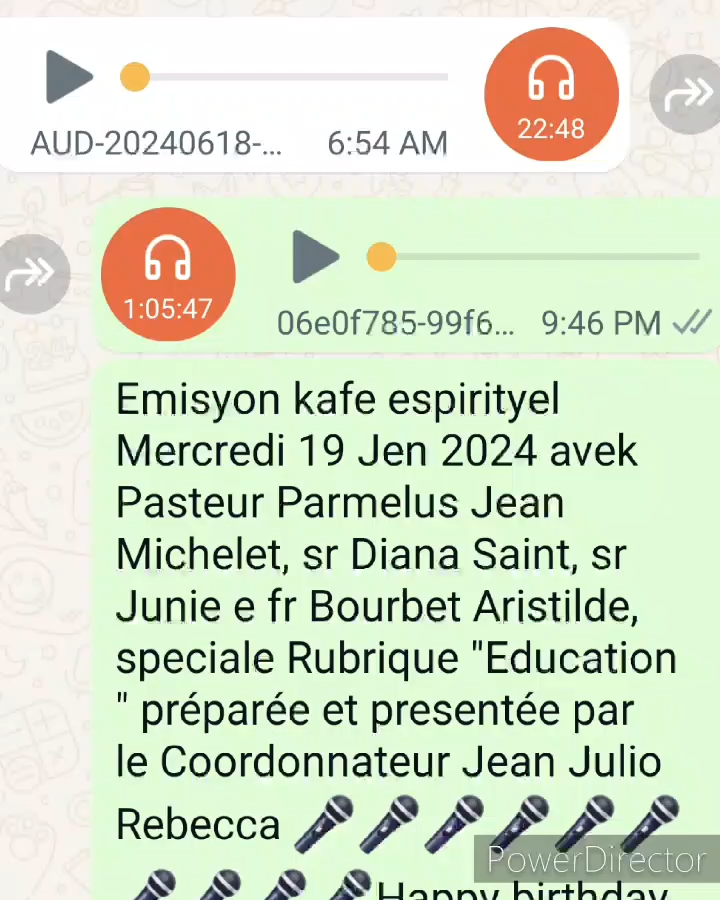 22:48
AUD-20240618-... 6:54 AM
1:05:47
06e0f785-99f6... 9:46 PM
Emisyon kafe espirityel
Mercredi 19 Jen 2024 avek
Pasteur Parmelus Jean
Michelet, sr Diana Saint, sr
Junie e fr Bourbet Aristilde,
speciale Rubrique "Education
" préparée et presentée par
le Coordonnateur Jean Julio
Rebecca 🎤🎤🎤🎤🎤🎤
PowerDirector
🎤🎤🎤🎤Happy birthday